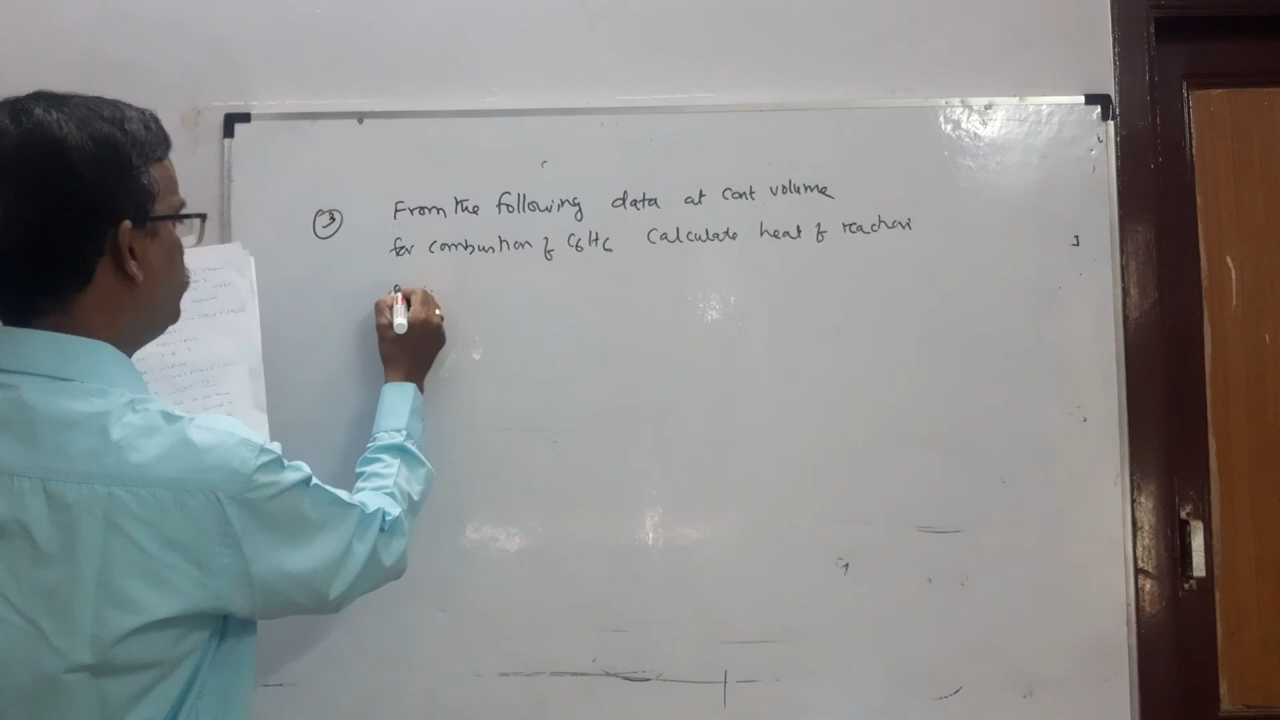 ③ From the following data at cont volume
for combustion of C6H6 Calculate heat of reaction